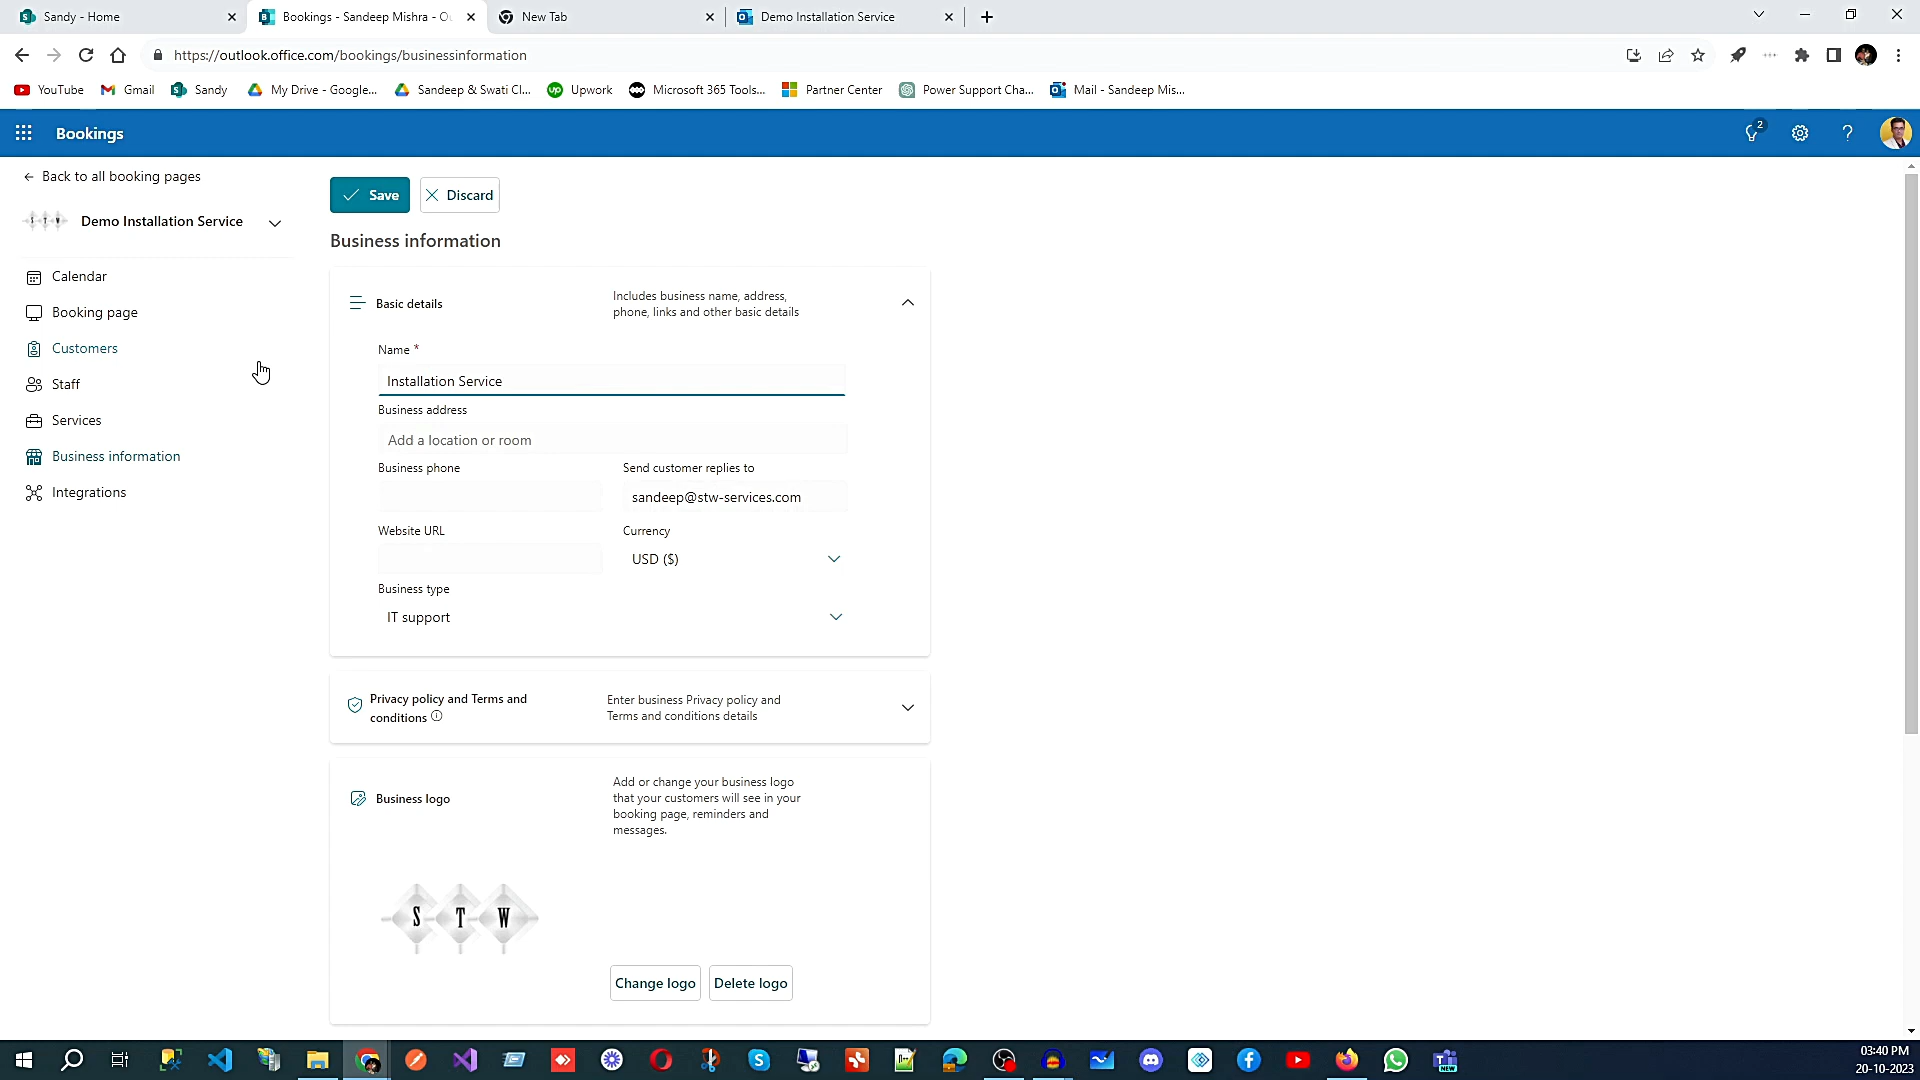 Sandy - Home
Bookings - Sandeep Mishra - Ou
New Tab
Demo Installation Service
https://outlook.office.com/bookings/businessinformation
YouTube
Gmail
Sandy
My Drive - Google...
Sandeep & Swati Cl...
Upwork
Microsoft 365 Tools...
Partner Center
Power Support Cha...
Mail - Sandeep Mis...
Bookings
2
?
Back to all booking pages
S T W
Demo Installation Service
Calendar
Booking page
Customers
Staff
Services
Business information
Integrations
Save
Discard
Business information
Basic details
Includes business name, address,
phone, links and other basic details
Name *
Installation Service
Business address
Add a location or room
Business phone
Send customer replies to
sandeep@stw-services.com
Website URL
Currency
USD ($)
Business type
IT support
Privacy policy and Terms and
conditions
Enter business Privacy policy and
Terms and conditions details
Business logo
Add or change your business logo
that your customers will see in your
booking page, reminders and
messages.
S T W
Change logo
Delete logo
03:40 PM
20-10-2023